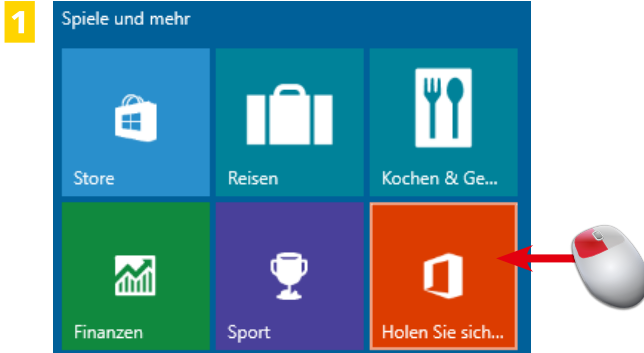 1
Spiele und mehr
Store
Reisen
Kochen & Ge...
Finanzen
Sport
Holen Sie sich...